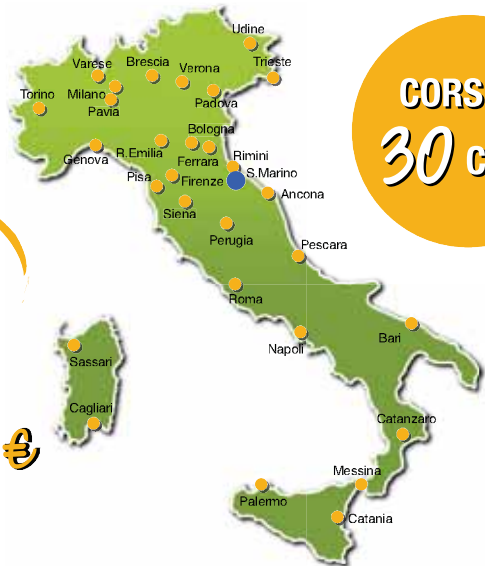 Udine
Varese
Brescia
Verona
Trieste
Torino
Milano
Pavia
Padova
CORS
30 C
Bologna
Genova
R.Emilia
Ferrara
Rimini
Pisa
Firenze
S.Marino
Ancona
Siena
Perugia
Pescara
Roma
Napoli
Bari
Sassari
Cagliari
€
Catanzaro
Messina
Palermo
Catania